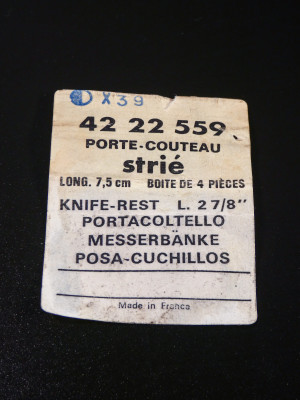 X39
42 22 559
PORTE-COUTEAU
strié
LONG. 7,5 cm BOITE DE 4 PIÈCES
KNIFE-REST L. 2 7/8"
PORTACOLTELLO
MESSERBÄNKE
POSA-CUCHILLOS
Made in France